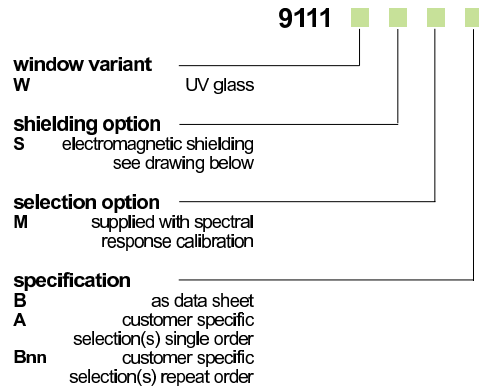 9111
window variant
W UV glass
shielding option
S electromagnetic shielding
see drawing below
selection option
M supplied with spectral
response calibration
specification
B as data sheet
A customer specific
selection(s) single order
Bnn customer specific
selection(s) repeat order